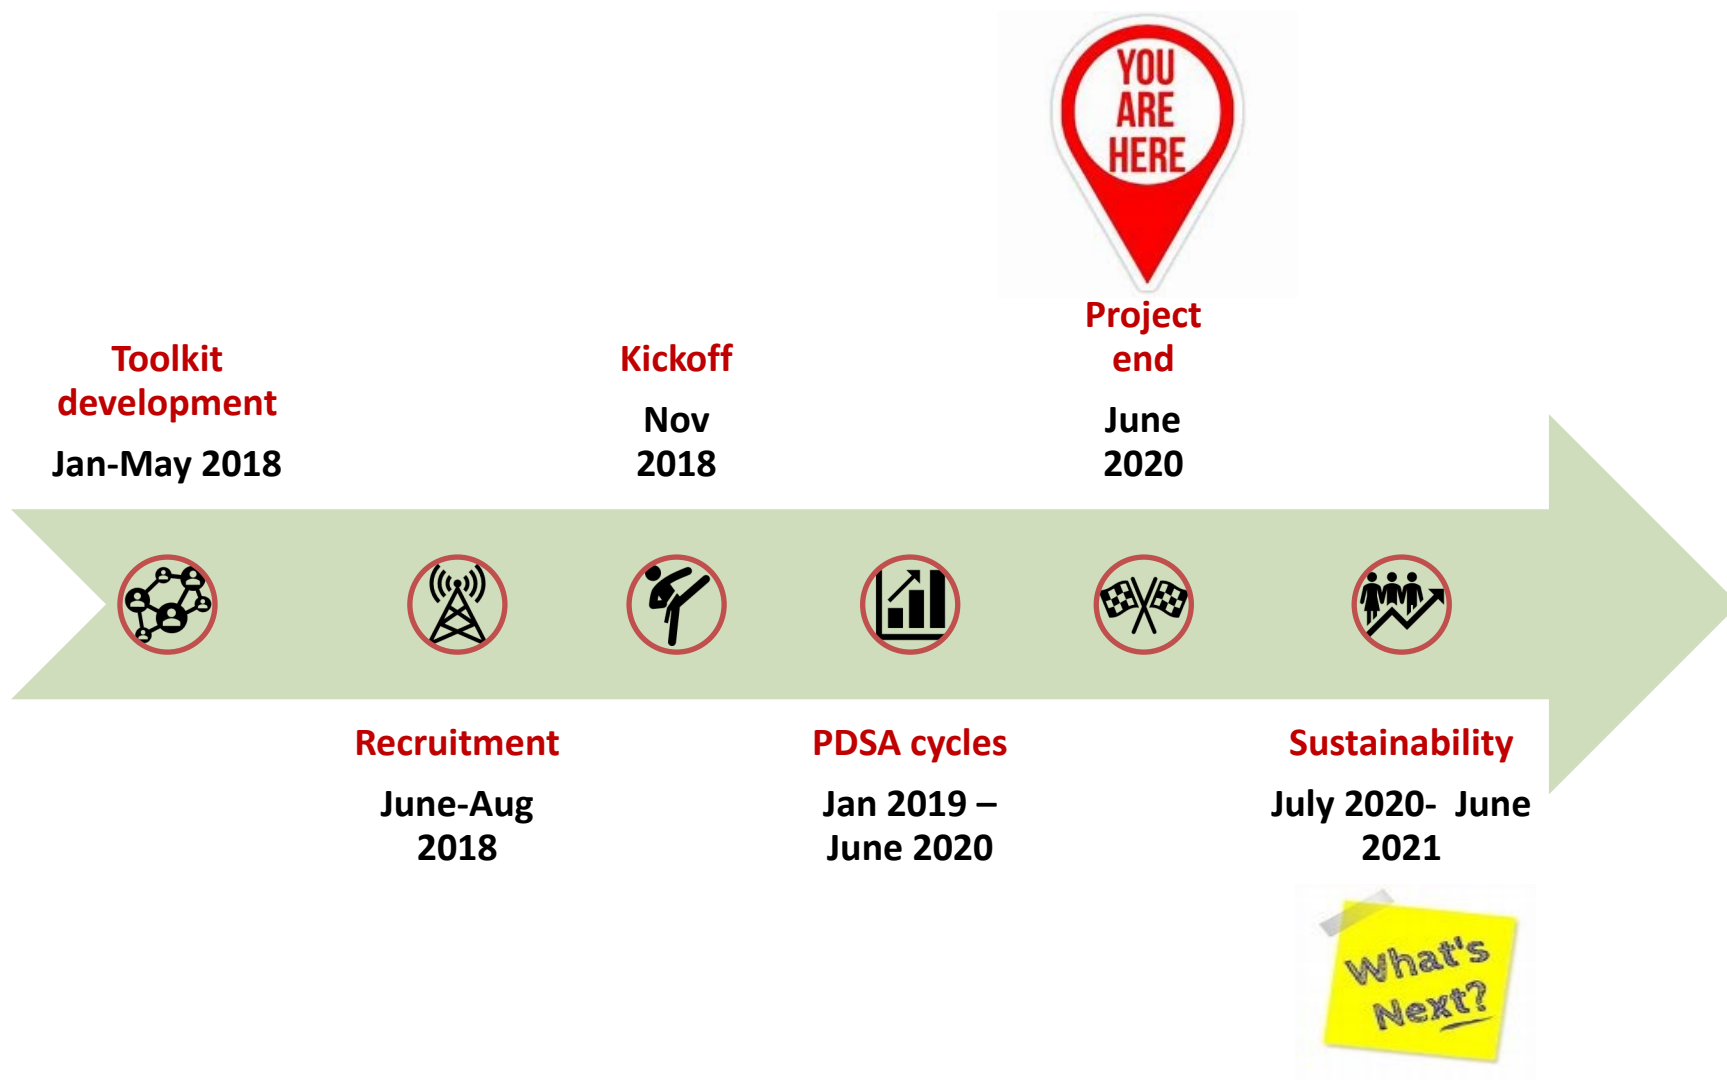 YOU
ARE
HERE
Toolkit
development
Jan-May 2018
Kickoff
Nov
2018
Project
end
June
2020
Recruitment
June-Aug
2018
PDSA cycles
Jan 2019 –
June 2020
Sustainability
July 2020-  June
2021
What's
Next?